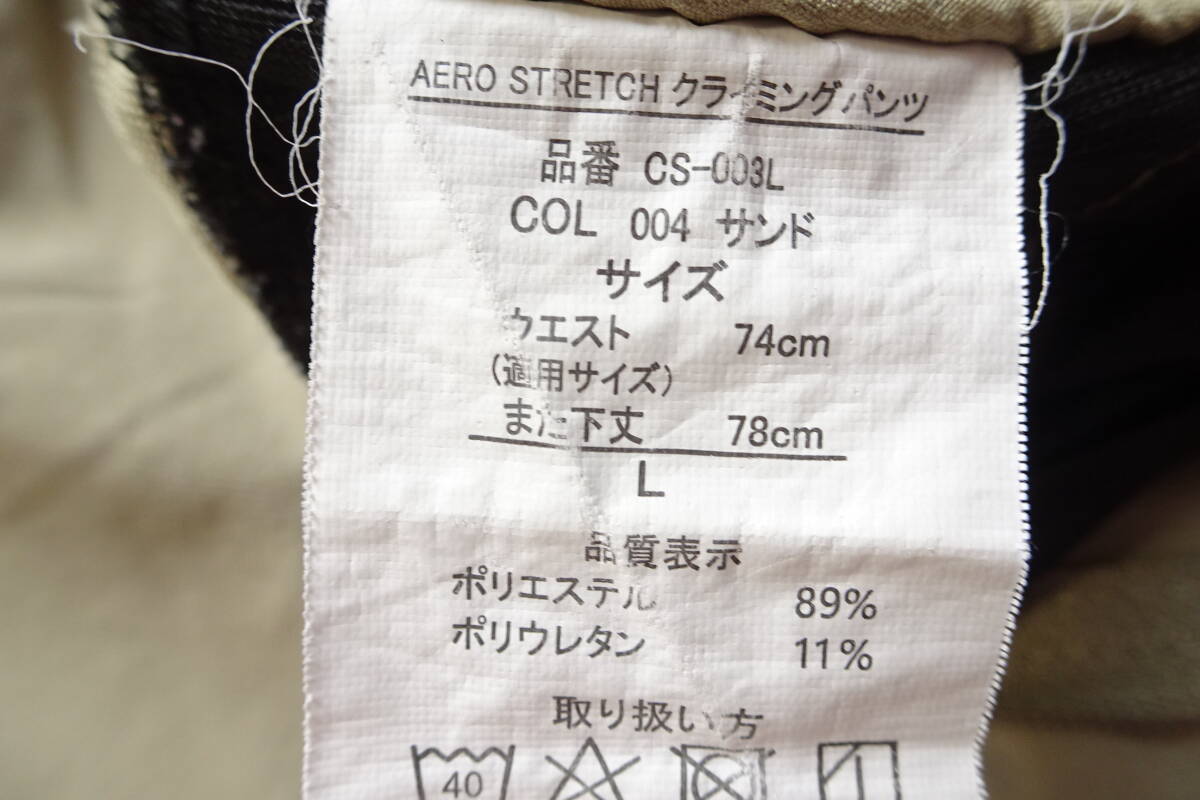 AERO STRETCH クライミングパンツ
品番 CS-003L
COL 004 サンド
サイズ
ウエスト 74cm
(適用サイズ)
また下丈 78cm
L
品質表示
ポリエステル 89%
ポリウレタン 11%
取り扱い方
40